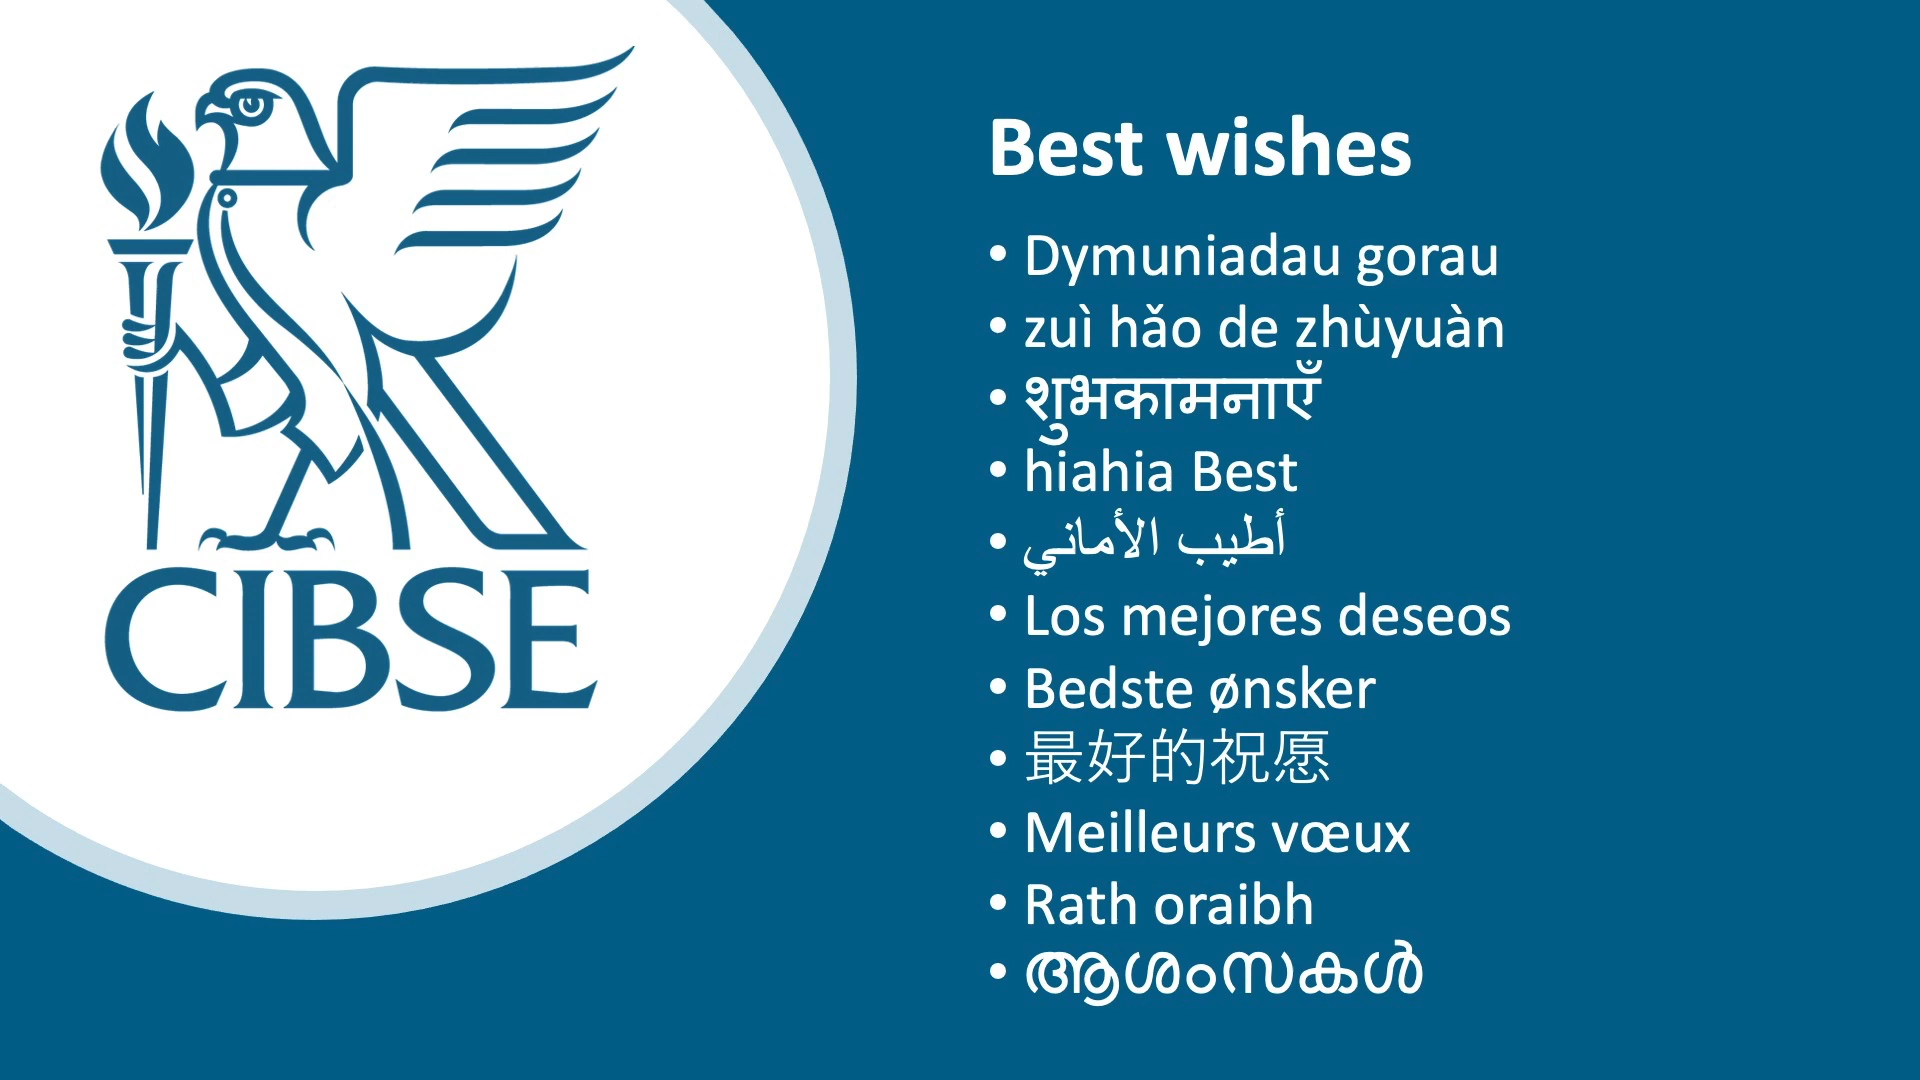 CIBSE
Best wishes
• Dymuniadau gorau
• zuì hǎo de zhùyuàn
• शुभकामनाएँ
• hiahia Best
• أطيب الأماني
• Los mejores deseos
• Bedste ønsker
• 最好的祝愿
• Meilleurs vœux
• Rath oraibh
• ആശംസകൾ